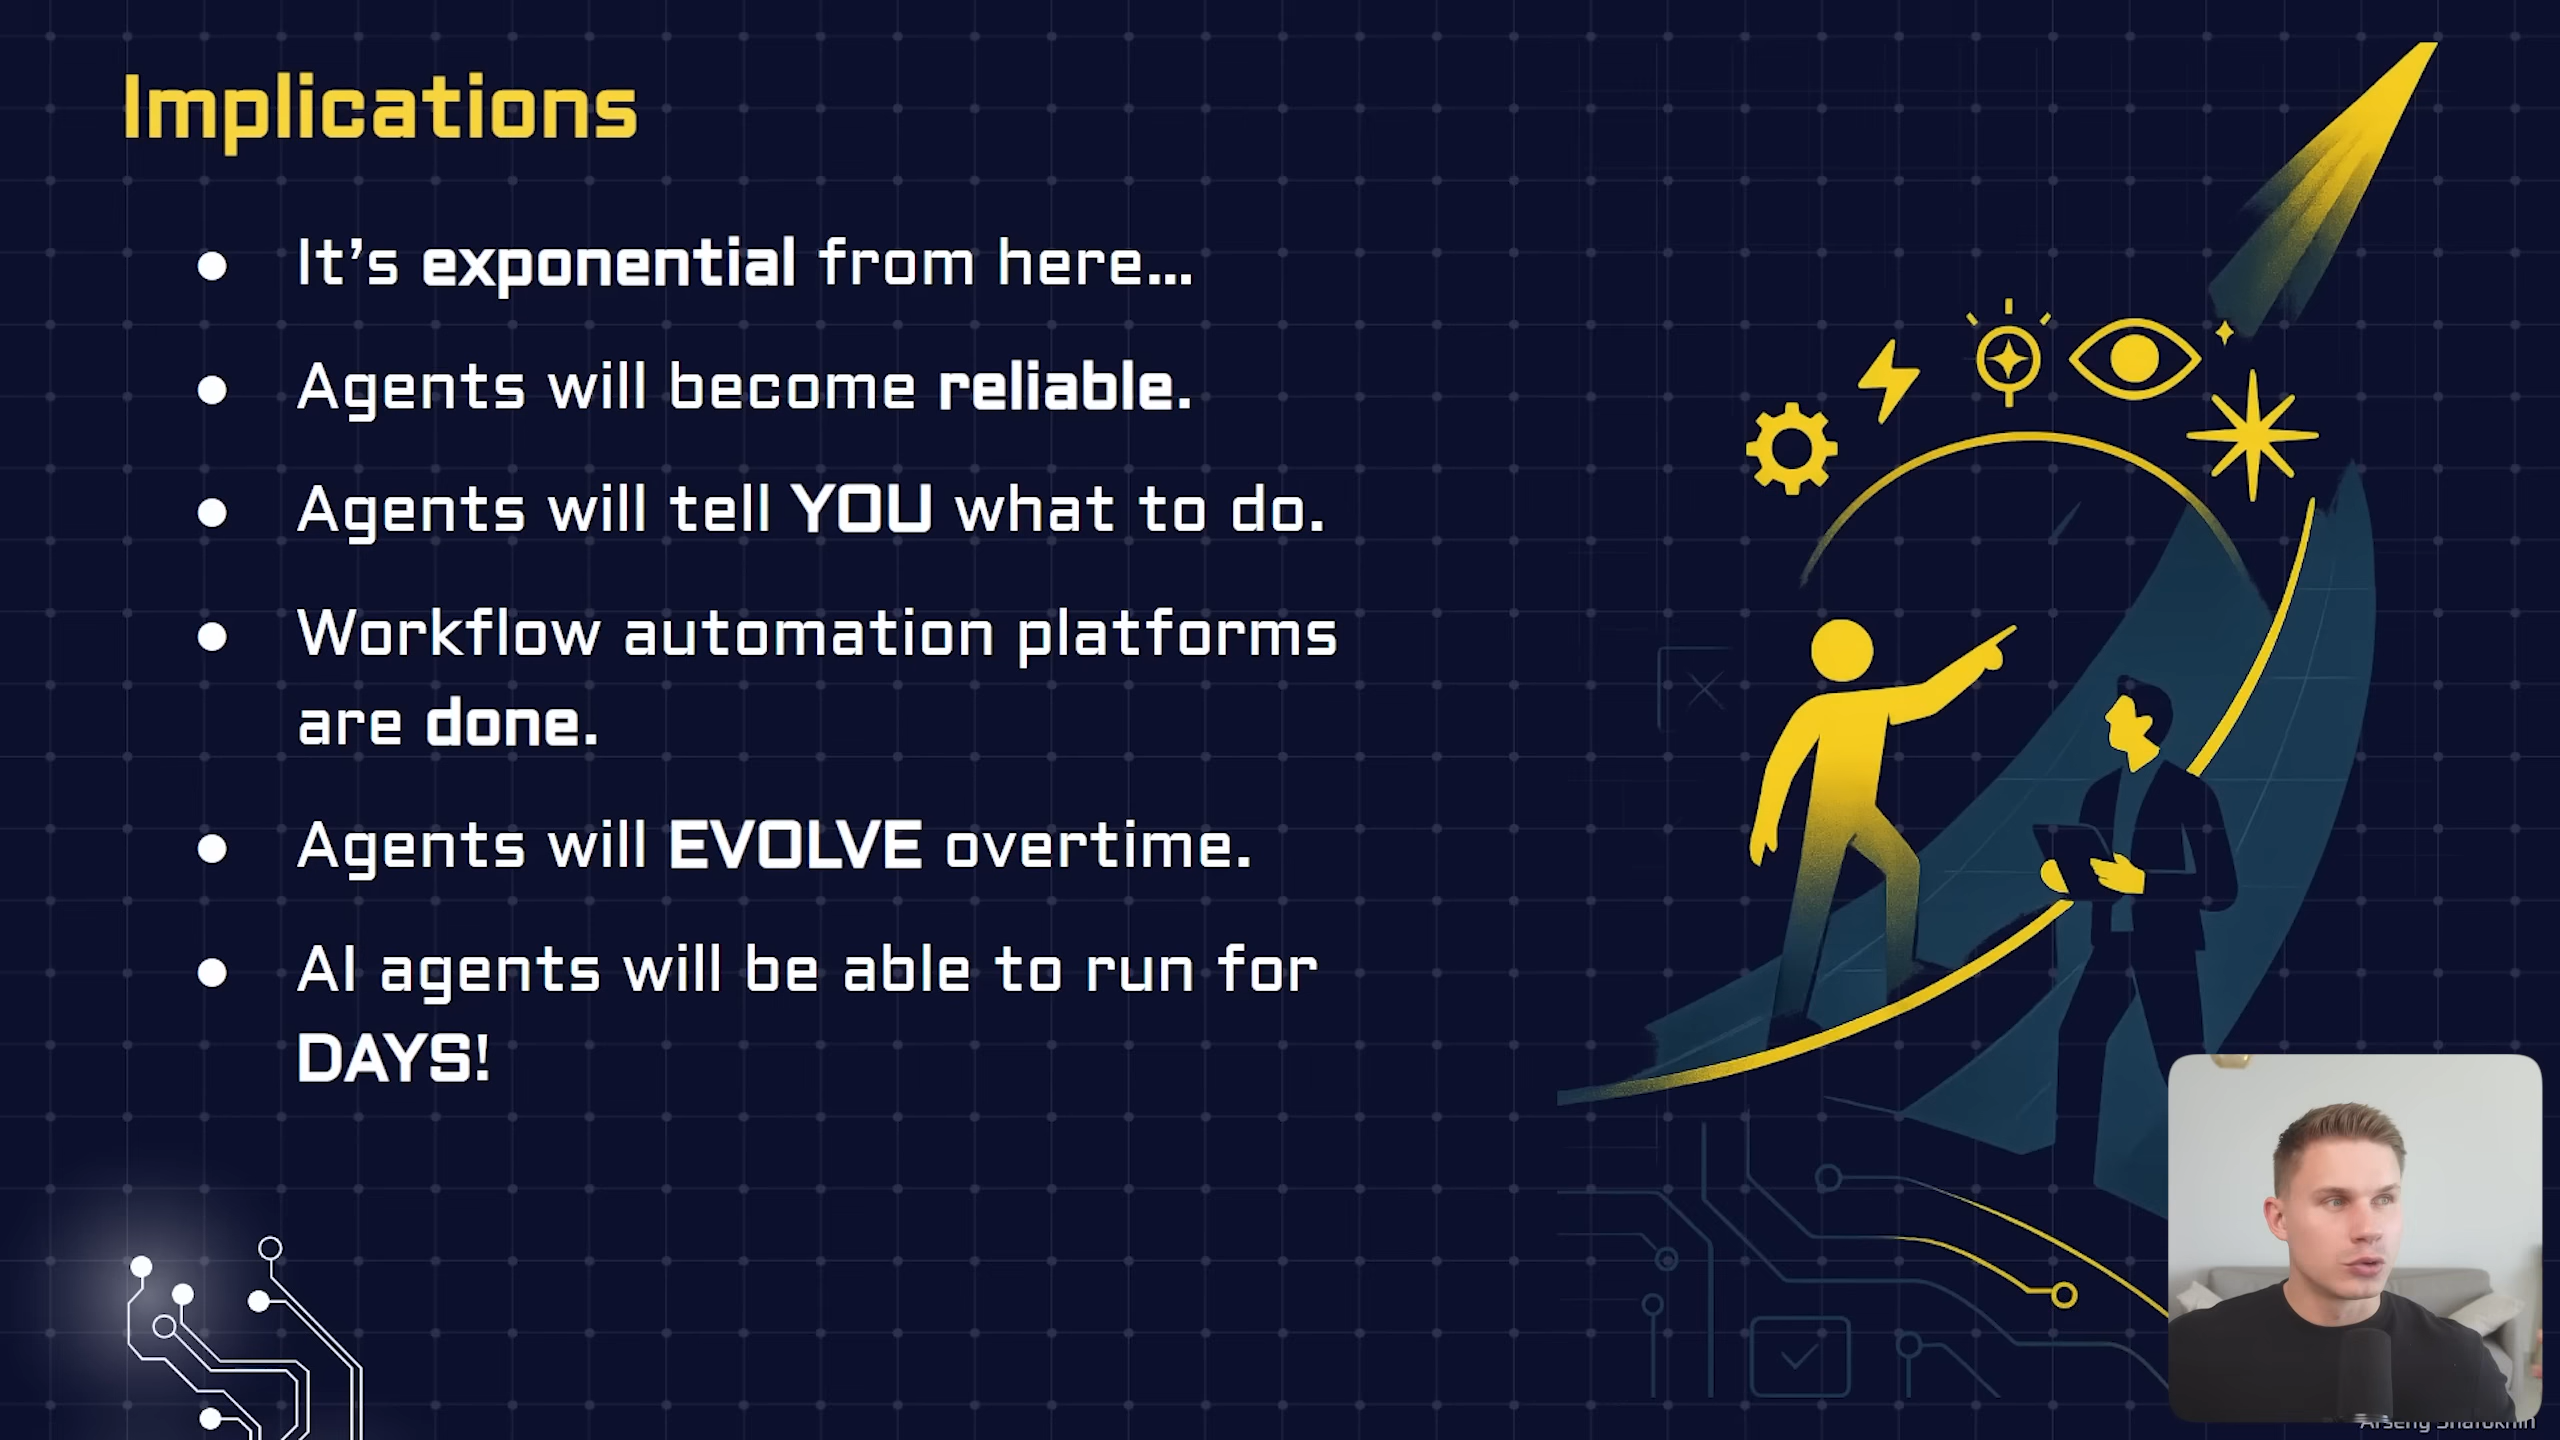 Implications
● It’s exponential from here…
● Agents will become reliable.
● Agents will tell YOU what to do.
● Workflow automation platforms
are done.
● Agents will EVOLVE overtime.
● AI agents will be able to run for
DAYS!